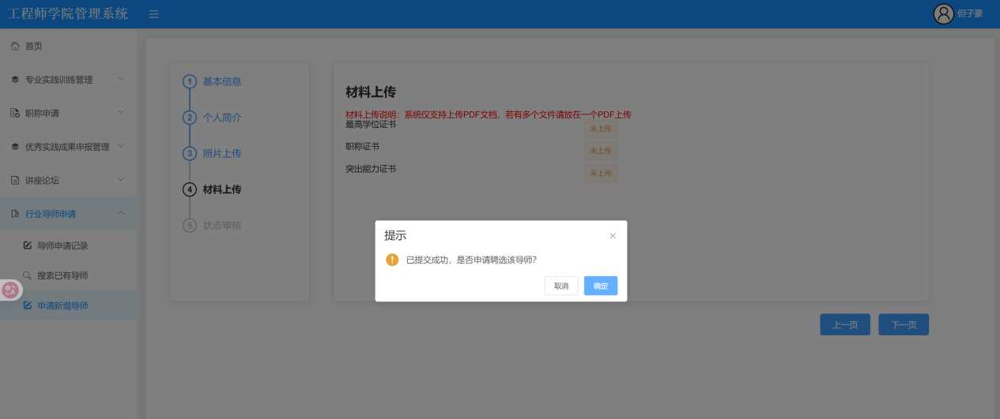 工程师学院管理系统
但子豪
首页
专业实践训练管理
职称申请
优秀实践成果申报管理
讲座论坛
行业导师申请
导师申请记录
搜索已有导师
申请新增导师
中
A
1 基本信息
2 个人简介
3 照片上传
4 材料上传
5 状态审核
材料上传
材料上传说明：系统仅支持上传PDF文档，若有多个文件请放在一个PDF上传
最高学位证书 未上传
职称证书 未上传
突出能力证书 未上传
提示
已提交成功，是否申请聘选该导师?
取消 确定
上一页 下一页